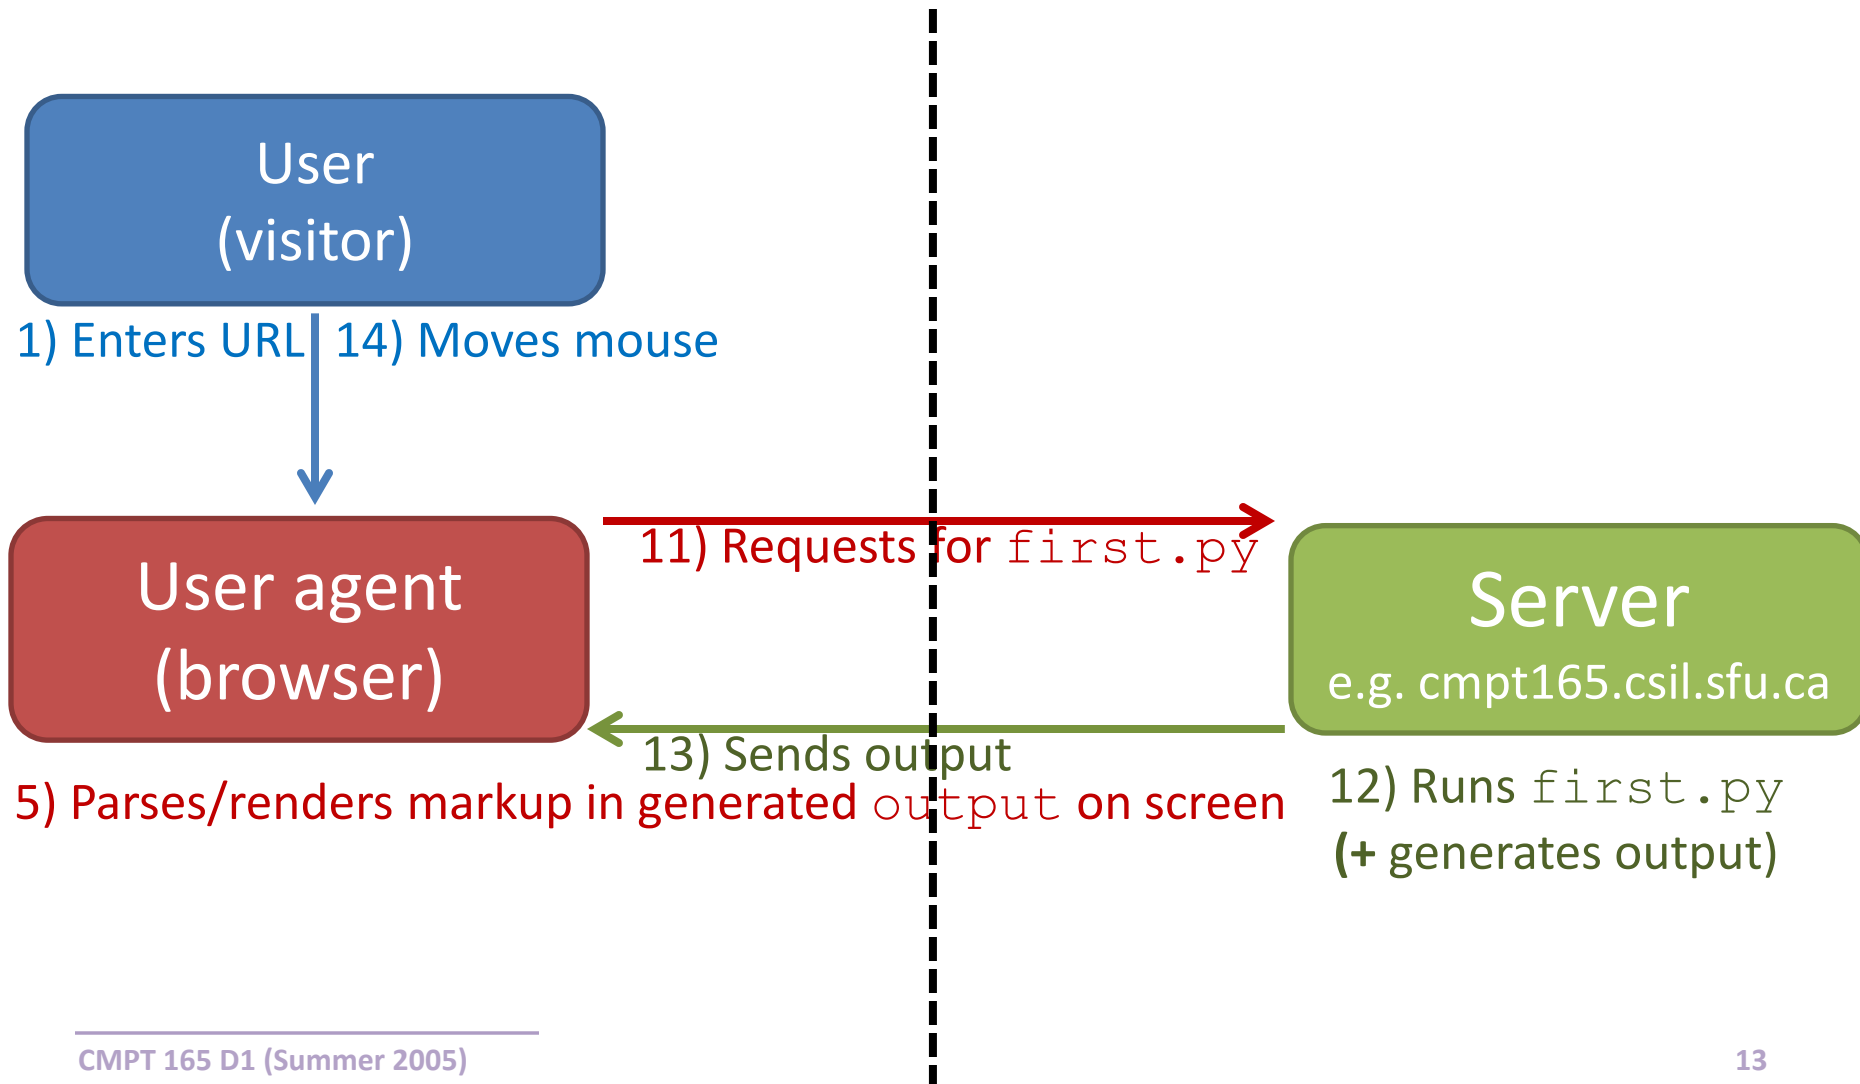 User
(visitor)
1) Enters URL
14) Moves mouse
11) Requests for first.py
User agent
(browser)
Server
e.g. cmpt165.csil.sfu.ca
13) Sends output
5) Parses/renders markup in generated output on screen
12) Runs first.py
(+ generates output)
CMPT 165 D1 (Summer 2005)
13